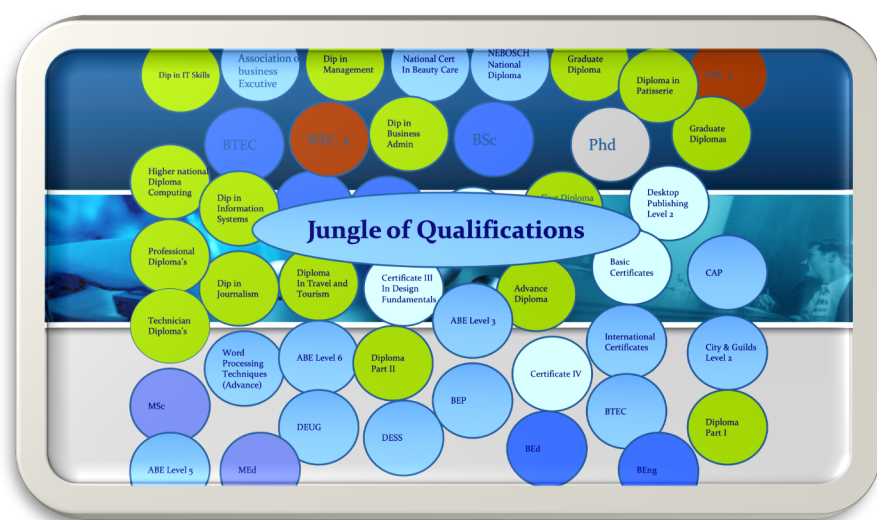 Dip in IT Skills
Association o
business
Excutive
Dip in
Management
National Cert
In Beauty Care
NEBOSCH
National
Diploma
Graduate
Diploma
Diploma in
Patisserie
BTEC
Dip in
Business
Admin
BSc
Phd
Graduate
Diplomas
Higher national
Diploma
Computing
Dip in
Information
Systems
Diploma
Desktop
Publishing
Level 2
Jungle of Qualifications
Professional
Diploma's
Dip in
Journalism
Diploma
In Travel and
Tourism
Certificate III
In Design
Fundamentals
Advance
Diploma
Basic
Certificates
CAP
Technician
Diploma's
Word
Processing
Techniques
(Advance)
ABE Level 6
Diploma
Part II
ABE Level 3
Certificate IV
International
Certificates
City & Guilds
Level 2
MSc
DEUG
DESS
BEP
BTEC
Diploma
Part I
ABE Level 5
MEd
BEd
BEng